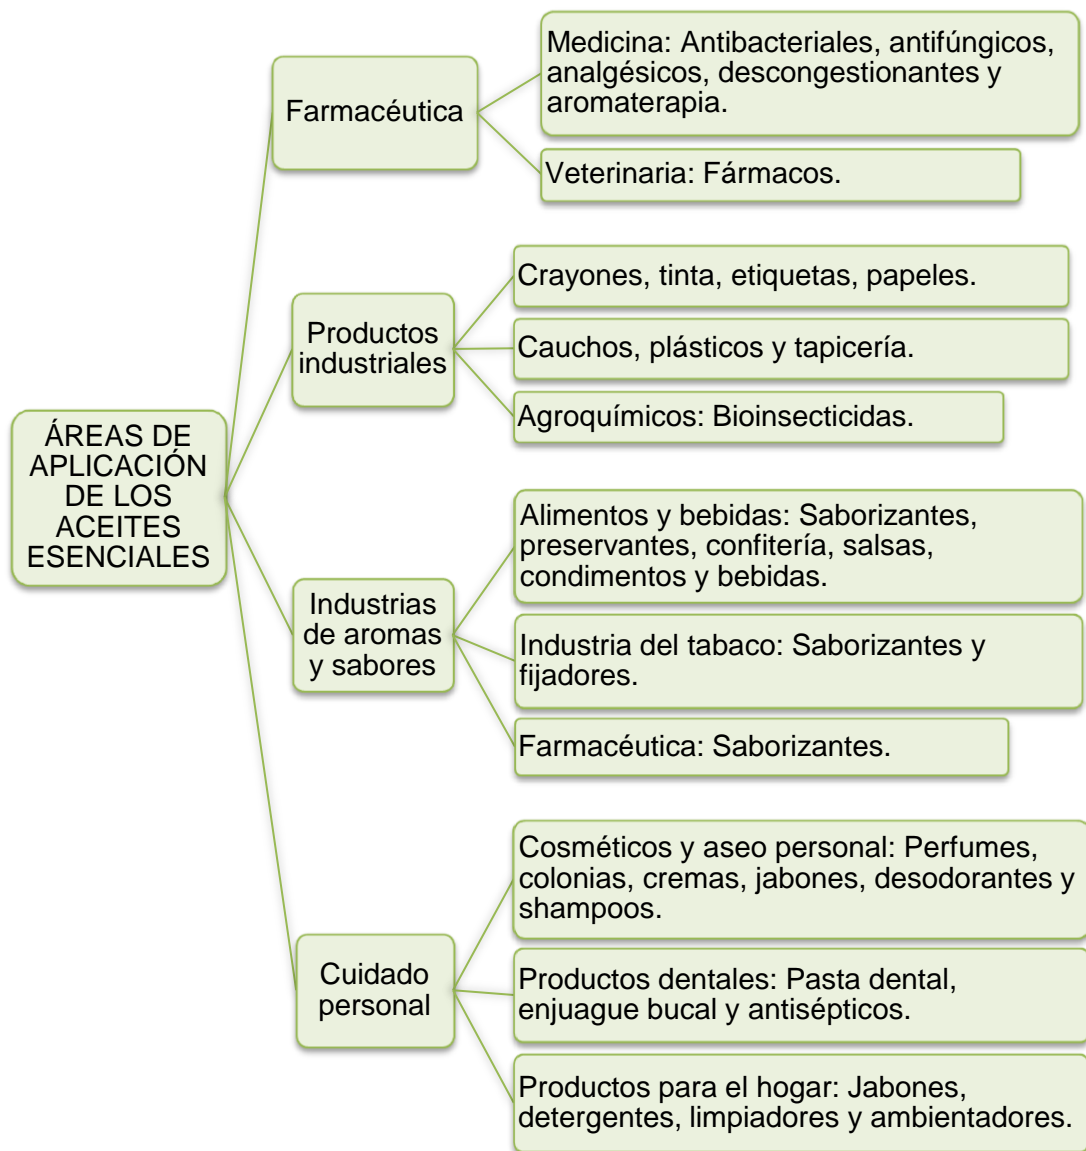 ÁREAS DE
APLICACIÓN
DE LOS
ACEITES
ESENCIALES
Farmacéutica
Medicina: Antibacteriales, antifúngicos,
analgésicos, descongestionantes y
aromaterapia.
Veterinaria: Fármacos.
Productos
industriales
Crayones, tinta, etiquetas, papeles.
Cauchos, plásticos y tapicería.
Agroquímicos: Bioinsecticidas.
Industrias
de aromas
y sabores
Alimentos y bebidas: Saborizantes,
preservantes, confitería, salsas,
condimentos y bebidas.
Industria del tabaco: Saborizantes y
fijadores.
Farmacéutica: Saborizantes.
Cuidado
personal
Cosméticos y aseo personal: Perfumes,
colonias, cremas, jabones, desodorantes y
shampoos.
Productos dentales: Pasta dental,
enjuague bucal y antisépticos.
Productos para el hogar: Jabones,
detergentes, limpiadores y ambientadores.